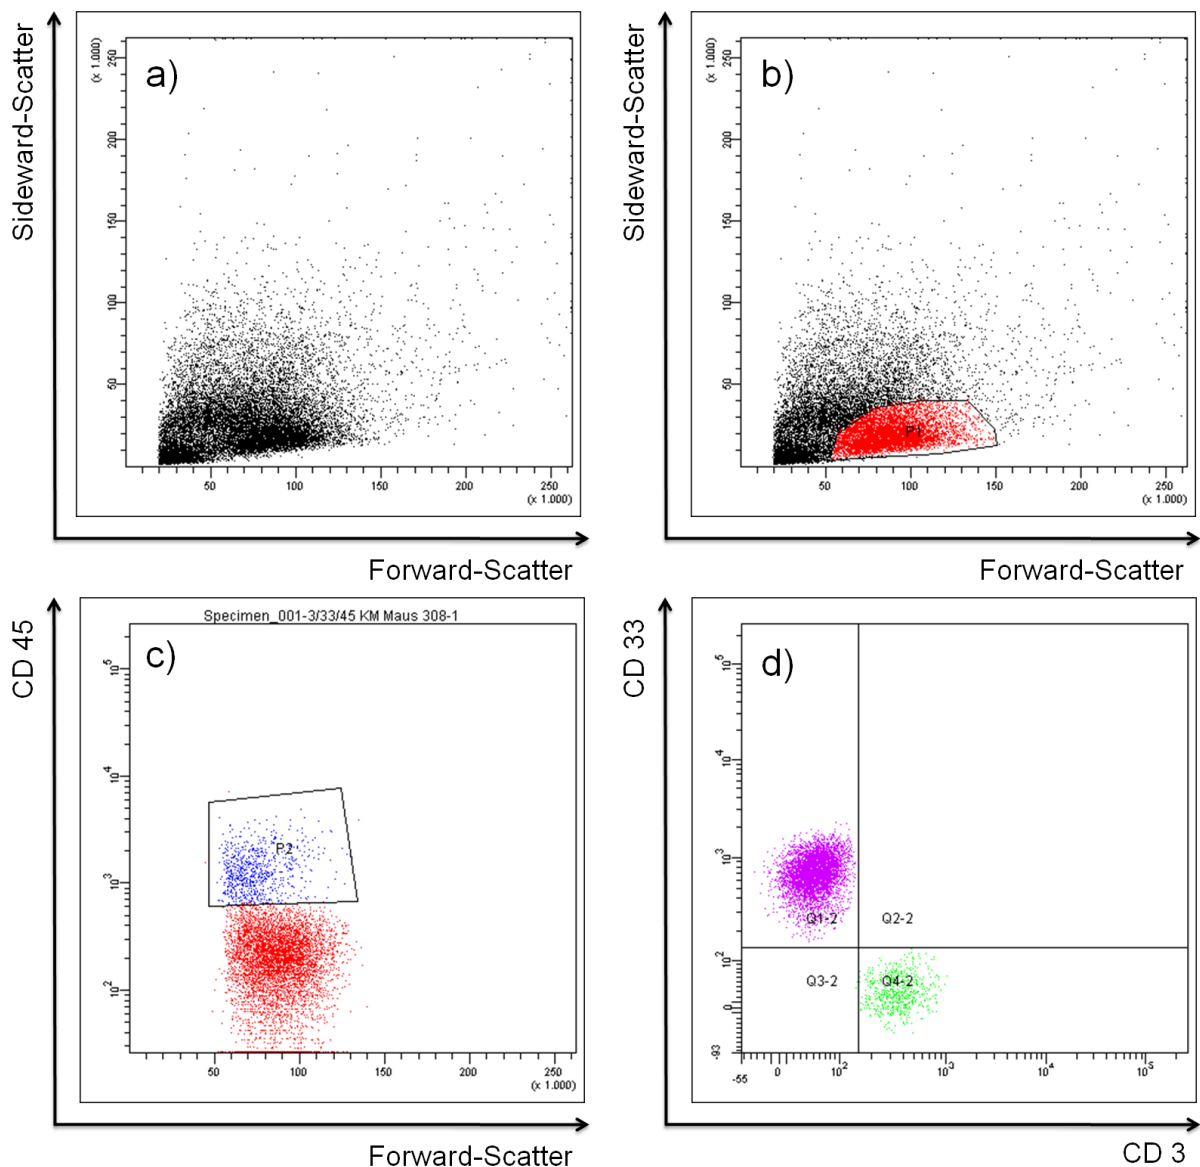 Sideward-Scatter
(x 1.000)
250
200
150
100
50
a)
50
100
150
200
250
(x 1.000)
Forward-Scatter
Sideward-Scatter
(x 1.000)
250
200
150
100
50
b)
P1
50
100
150
200
250
(x 1.000)
Forward-Scatter
CD 45
Specimen_001-3/33/45 KM Maus 308-1
c)
10^5
10^4
10^3
10^2
P2
50
100
150
200
250
(x 1.000)
Forward-Scatter
CD 33
d)
10^5
10^4
10^3
10^2
0
-93
Q1-2
Q2-2
Q3-2
Q4-2
-55
0
10^2
10^3
10^4
10^5
CD 3